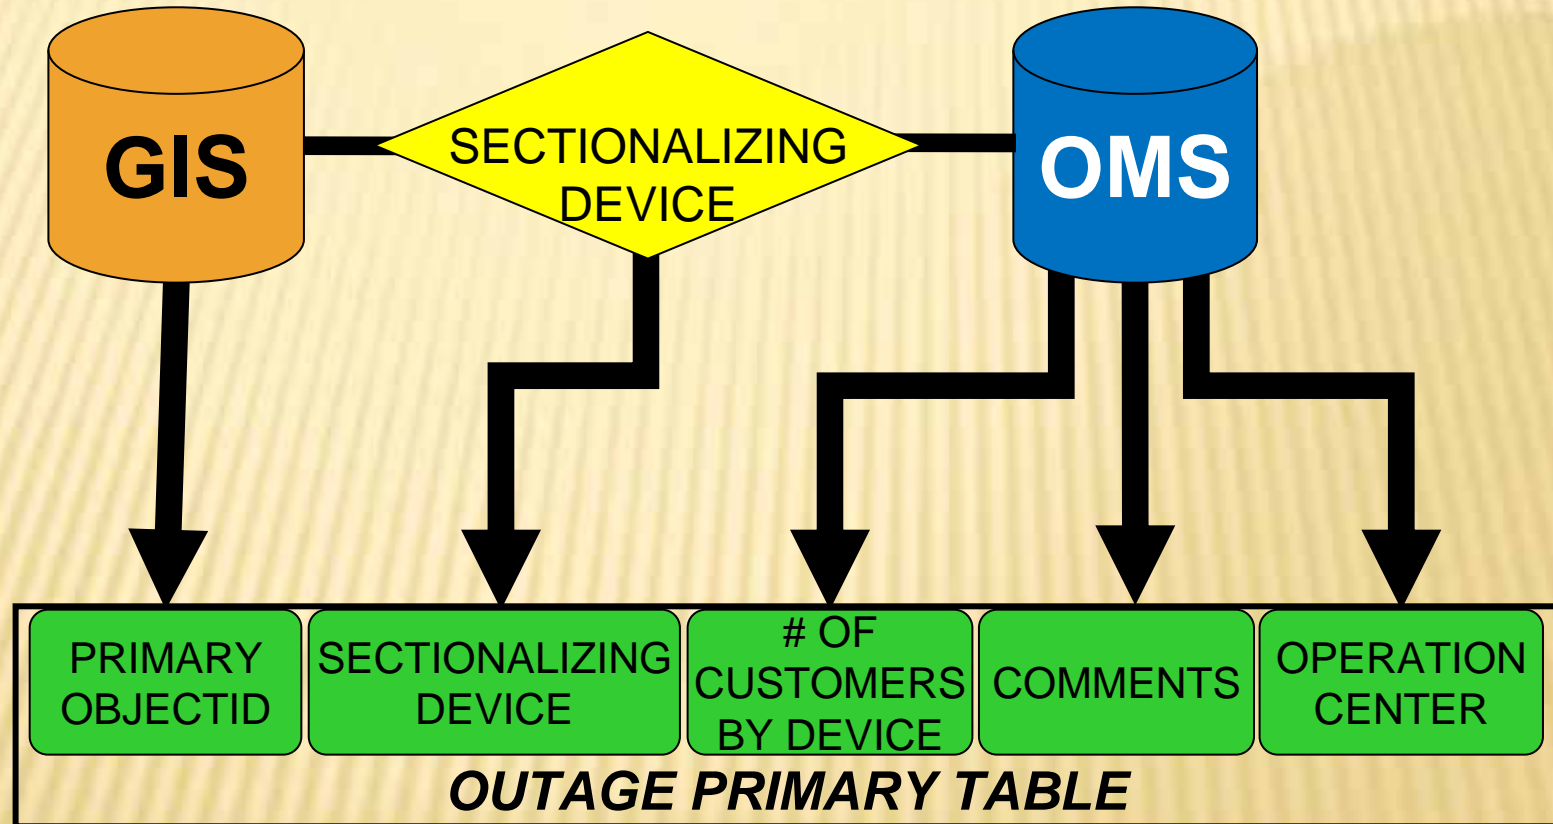 GIS
SECTIONALIZING
DEVICE
OMS
PRIMARY
OBJECTID
SECTIONALIZING
DEVICE
# OF
CUSTOMERS
BY DEVICE
COMMENTS
OPERATION
CENTER
OUTAGE PRIMARY TABLE